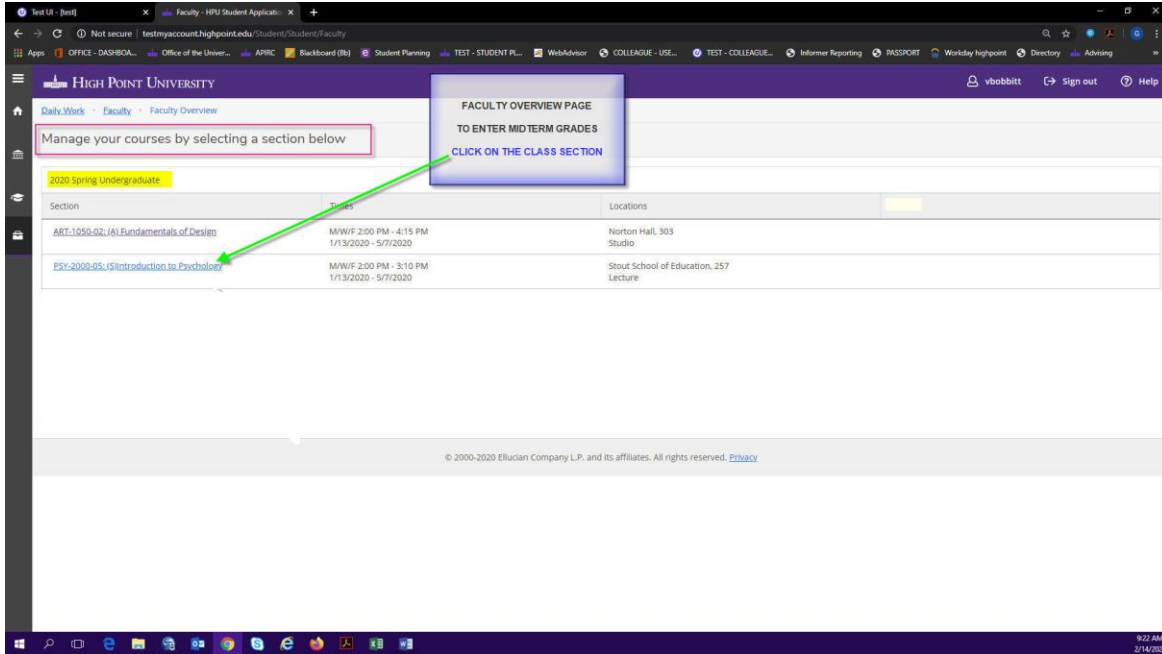 Test UI - [test]
Faculty - HPU Student Applicatio
Not secure | testmyaccount.highpoint.edu/Student/Student/Faculty
Apps OFFICE - DASHBOA... Office of the Univer... APIRC Blackboard (Bb) Student Planning TEST - STUDENT PL... WebAdvisor COLLEAGUE - USE... TEST - COLLEAGUE... Informer Reporting PASSPORT Workday highpoint Directory Advising »
HIGH POINT UNIVERSITY vbobbitt Sign out Help
Daily Work · Faculty · Faculty Overview
Manage your courses by selecting a section below
FACULTY OVERVIEW PAGE
TO ENTER MIDTERM GRADES
CLICK ON THE CLASS SECTION
2020 Spring Undergraduate
Section Times Locations
ART-1050-02: (A) Fundamentals of Design M/W/F 2:00 PM - 4:15 PM Norton Hall, 303
1/13/2020 - 5/7/2020 Studio
PSY-2000-05: (S)Introduction to Psychology M/W/F 2:00 PM - 3:10 PM Stout School of Education, 257
1/13/2020 - 5/7/2020 Lecture
© 2000-2020 Ellucian Company L.P. and its affiliates. All rights reserved. Privacy
9:22 AM
2/14/202